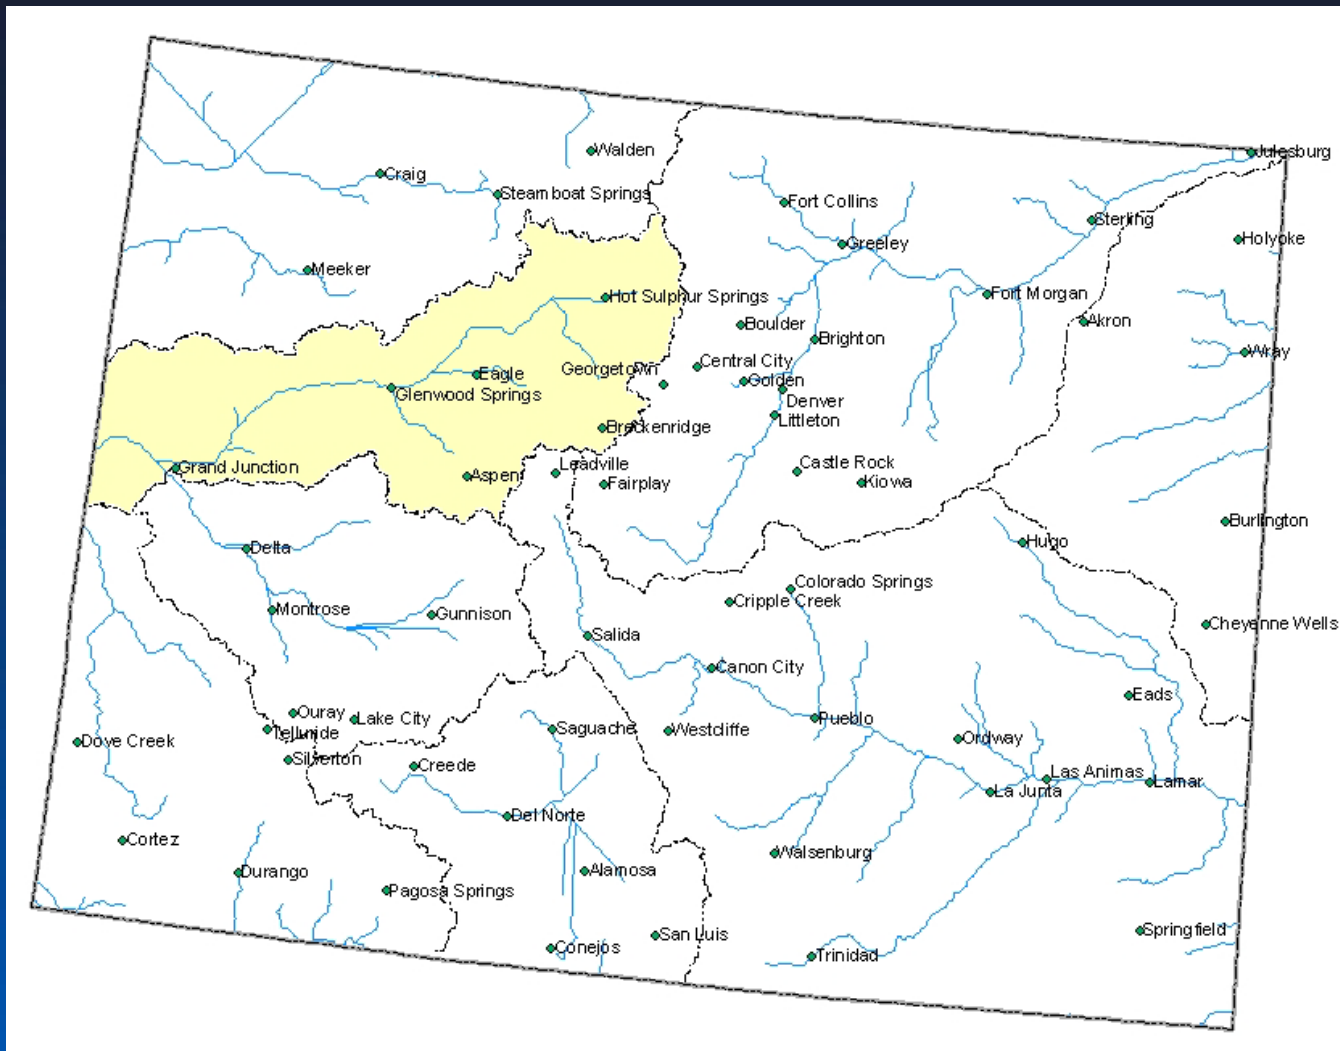 Julesburg
Walden
Craig
Steamboat Springs
Fort Collins
Sterling
Holyoke
Greeley
Meeker
Hot Sulphur Springs
Fort Morgan
Boulder
Akron
Brighton
Wray
Central City
Georgetown
Eagle
Golden
Glenwood Springs
Denver
Littleton
Breckenridge
Castle Rock
Leadville
Grand Junction
Aspen
Fairplay
Kiowa
Burlington
Hugo
Delta
Colorado Springs
Cripple Creek
Montrose
Gunnison
Cheyenne Wells
Salida
Canon City
Eads
Ouray
Lake City
Pueblo
Telluride
Saguache
Westcliffe
Dove Creek
Ordway
Silverton
Creede
Las Animas
Lamar
La Junta
Del Norte
Cortez
Walsenburg
Durango
Alamosa
Pagosa Springs
Springfield
San Luis
Conejos
Trinidad